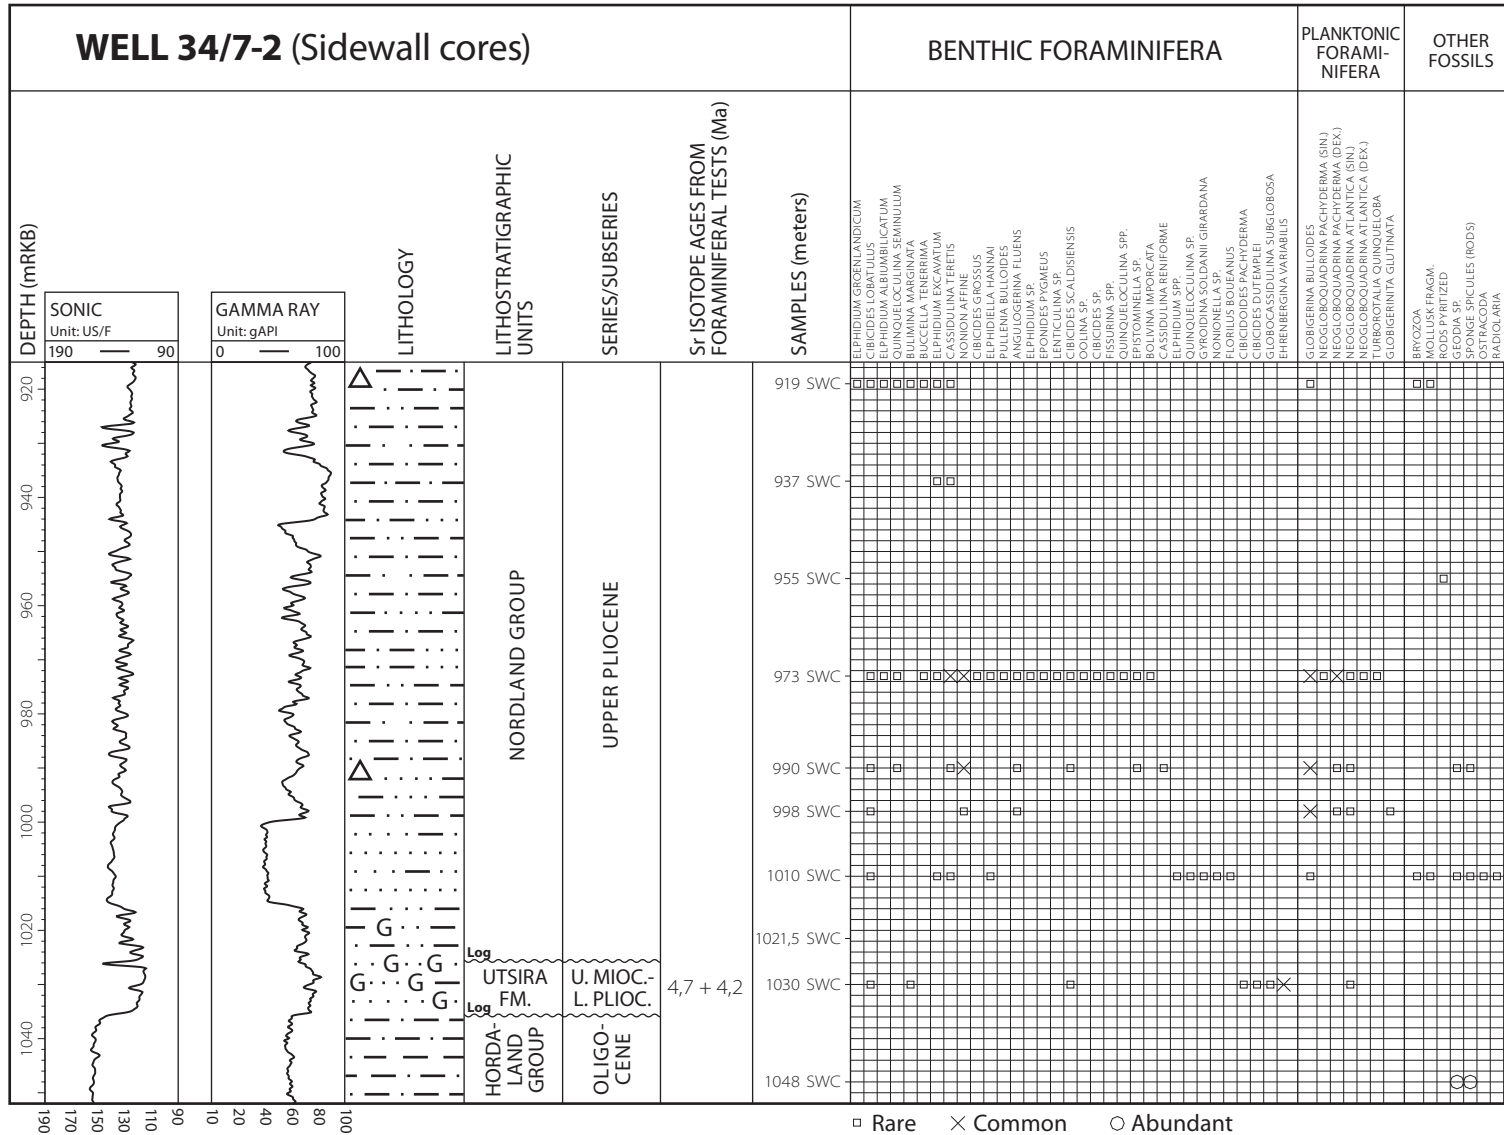 WELL 34/7-2 (Sidewall cores)
BENTHIC FORAMINIFERA
PLANKTONIC
FORAMI-
NIFERA
OTHER
FOSSILS
DEPTH (mRKB)
SONIC
Unit: US/F
190 90
GAMMA RAY
Unit: gAPI
0 100
LITHOLOGY
LITHOSTRATIGRAPHIC
UNITS
SERIES/SUBSERIES
Sr ISOTOPE AGES FROM
FORAMINIFERAL TESTS (Ma)
SAMPLES (meters)
ELPHIDIUM GROENLANDICUM
CIBICIDES LOBATULUS
ELPHIDIUM ALBIUMBILICATUM
QUINQUELOCULINA SEMINULUM
BULIMINA MARGINATA
BUCCELLA TENERRIMA
ELPHIDIUM EXCAVATUM
CASSIDULINA TERETIS
NONION AFFINE
CIBICIDES GROSSUS
ELPHIDIELLA HANNAI
PULLENIA BULLOIDES
ANGULOGERINA FLUENS
ELPHIDIUM SP.
EPONIDES PYGMEUS
LENTICULINA SP.
CIBICIDES SCALDISIENSIS
OOLINA SP.
CIBICIDES SP.
FISSURINA SPP.
QUINQUELOCULINA SPP.
EPISTOMINELLA SP.
BOLIVINA IMPORCATA
CASSIDULINA RENIFORME
ELPHIDIUM SPP.
QUINQUELOCULINA SP.
GYROIDINA SOLDANII GIRARDANA
NONIONELLA SP.
FLORILUS BOUEANUS
CIBICIDOIDES PACHYDERMA
CIBICIDES DUTEMPLEI
GLOBOCASSIDULINA SUBGLOBOSA
EHRENBERGINA VARIABILIS
GLOBIGERINA BULLOIDES
NEOGLOBOQUADRINA PACHYDERMA (SIN.)
NEOGLOBOQUADRINA PACHYDERMA (DEX.)
NEOGLOBOQUADRINA ATLANTICA (SIN.)
NEOGLOBOQUADRINA ATLANTICA (DEX.)
TURBOROTALIA QUINQUELOBA
GLOBIGERINITA GLUTINATA
BRYOZOA
MOLLUSK FRAGM.
RODS PYRITIZED
GEODIA SP.
SPONGE SPICULES (RODS)
OSTRACODA
RADIOLARIA
920
940
960
980
1000
1020
1040
G
G G
G G
G
NORDLAND GROUP
Log
UTSIRA
FM.
Log
HORDA-
LAND
GROUP
UPPER PLIOCENE
U. MIOC.-
L. PLIOC.
OLIGO-
CENE
4,7 + 4,2
919 SWC
937 SWC
955 SWC
973 SWC
990 SWC
998 SWC
1010 SWC
1021,5 SWC
1030 SWC
1048 SWC
190 170 150 130 110 90
10 20 40 60 80 100
Rare Common Abundant